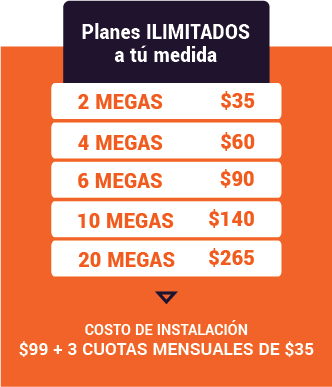 Planes ILIMITADOS
a tú medida
2 MEGAS $35
4 MEGAS $60
6 MEGAS $90
10 MEGAS $140
20 MEGAS $265
COSTO DE INSTALACIÓN
$99 + 3 CUOTAS MENSUALES DE $35